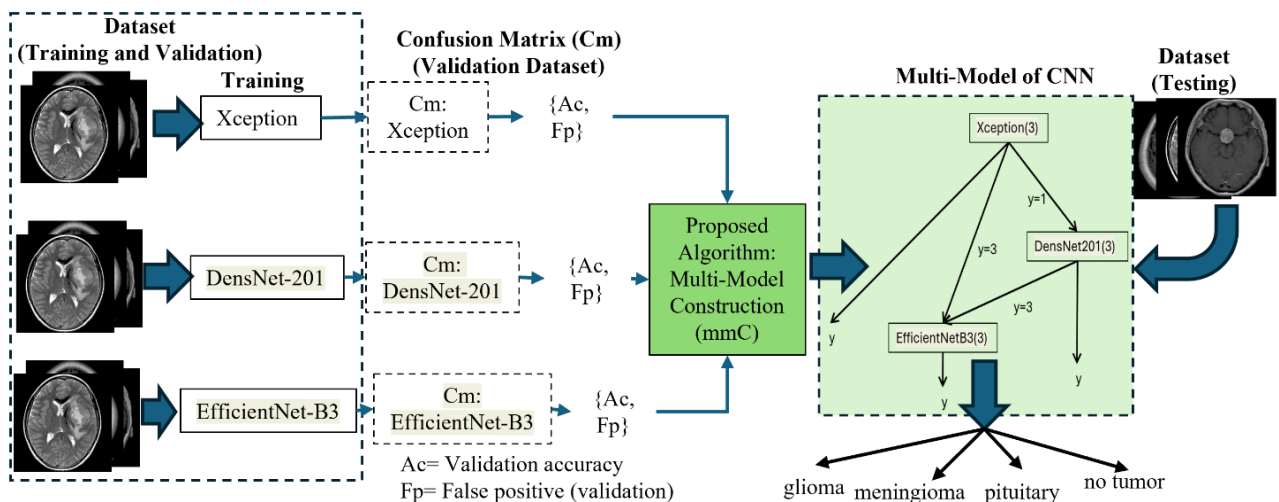 Dataset
(Training and Validation)
Training
Xception
DensNet-201
EfficientNet-B3
Confusion Matrix (Cm)
(Validation Dataset)
Cm:
Xception
{Ac,
Fp}
Cm:
DensNet-201
{Ac,
Fp}
Cm:
EfficientNet-B3
{Ac,
Fp}
Ac= Validation accuracy
Fp= False positive (validation)
Proposed
Algorithm:
Multi-Model
Construction
(mmC)
Multi-Model of CNN
Xception(3)
y=1
y=3
DensNet201(3)
y=3
y
EfficientNetB3(3)
y
y
Dataset
(Testing)
glioma
meningioma
pituitary
no tumor